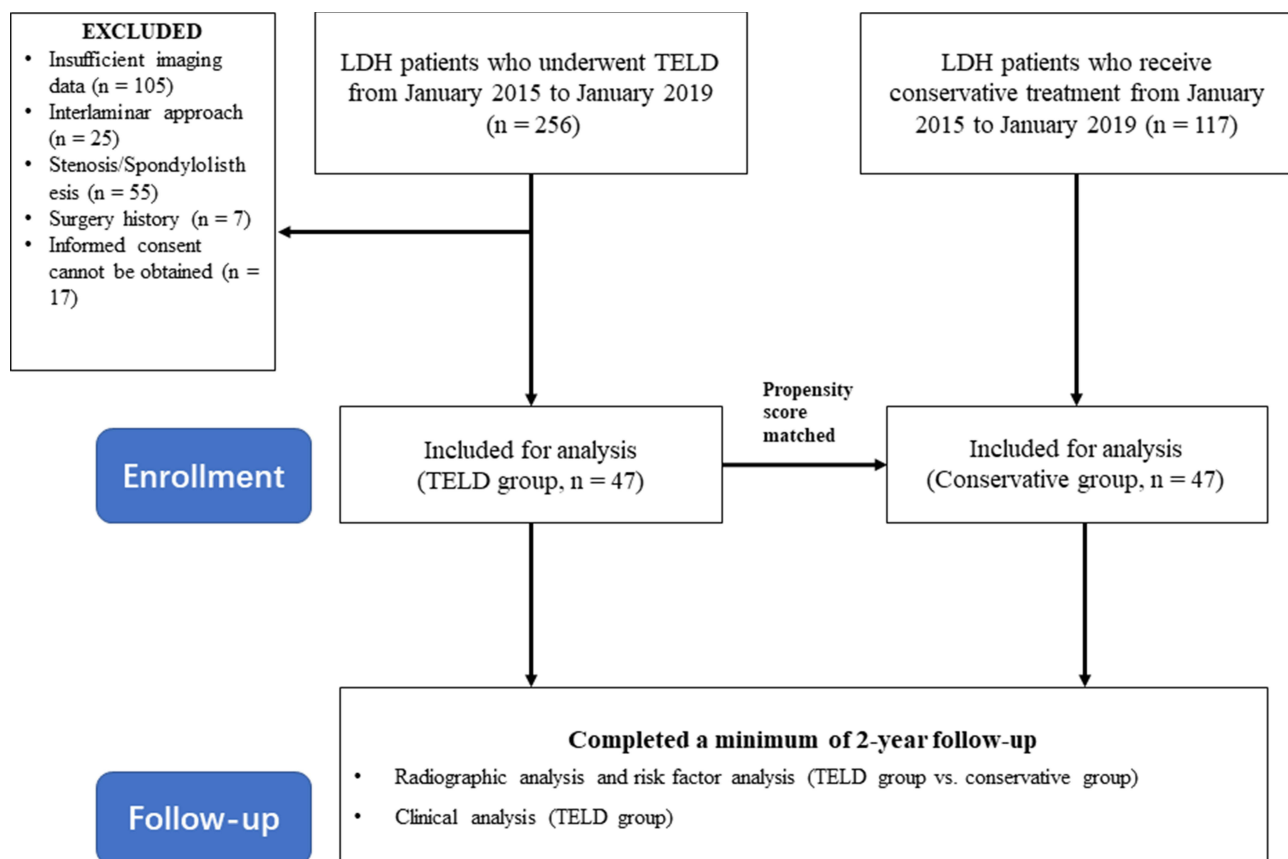 EXCLUDED
• Insufficient imaging
data (n = 105)
• Interlaminar approach
(n = 25)
• Stenosis/Spondylolisth
esis (n = 55)
• Surgery history (n = 7)
• Informed consent
cannot be obtained (n =
17)
LDH patients who underwent TELD
from January 2015 to January 2019
(n = 256)
LDH patients who receive
conservative treatment from January
2015 to January 2019 (n = 117)
Enrollment
Included for analysis
(TELD group, n = 47)
Propensity
score
matched
Included for analysis
(Conservative group, n = 47)
Follow-up
Completed a minimum of 2-year follow-up
• Radiographic analysis and risk factor analysis (TELD group vs. conservative group)
• Clinical analysis (TELD group)